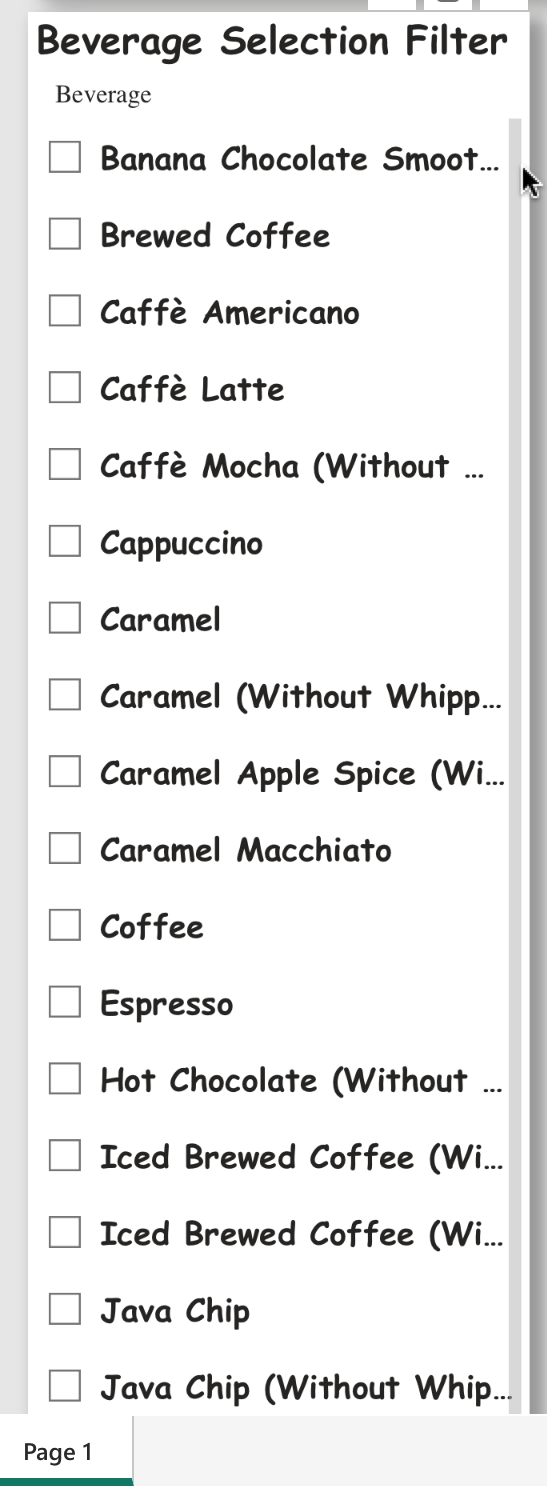 Beverage Selection Filter
Beverage
Banana Chocolate Smoot...
Brewed Coffee
Caffè Americano
Caffè Latte
Caffè Mocha (Without ...
Cappuccino
Caramel
Caramel (Without Whipp...
Caramel Apple Spice (Wi...
Caramel Macchiato
Coffee
Espresso
Hot Chocolate (Without ...
Iced Brewed Coffee (Wi...
Iced Brewed Coffee (Wi...
Java Chip
Java Chip (Without Whip...
Page 1